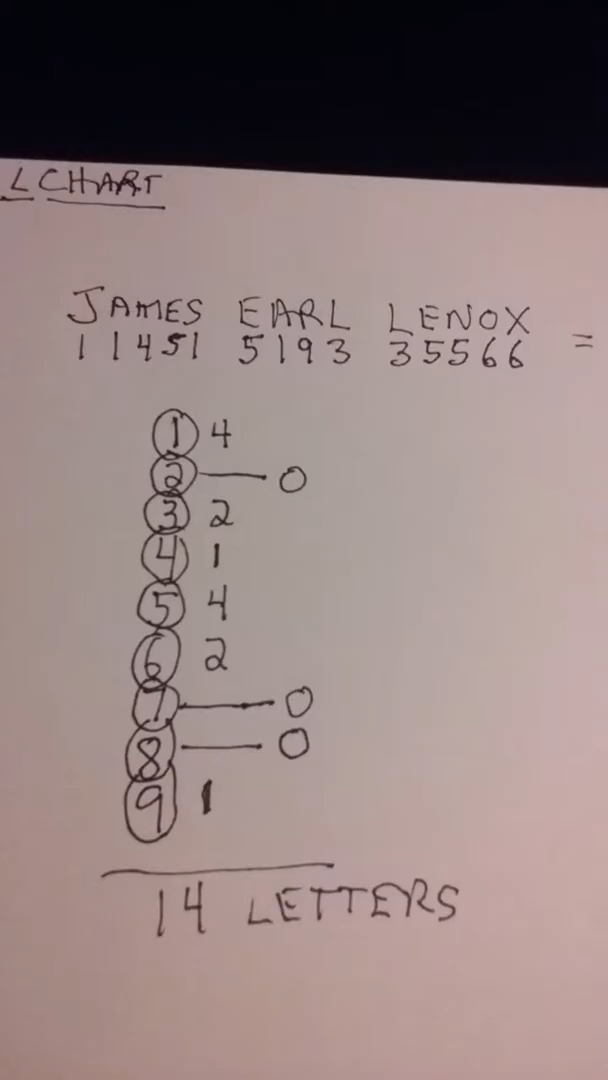 L CHART
JAMES EARL LENOX
11451 5193 35566 =
1 4
2 — 0
3 2
4 1
5 4
6 2
7 — 0
8 — 0
9 1
14 LETTERS